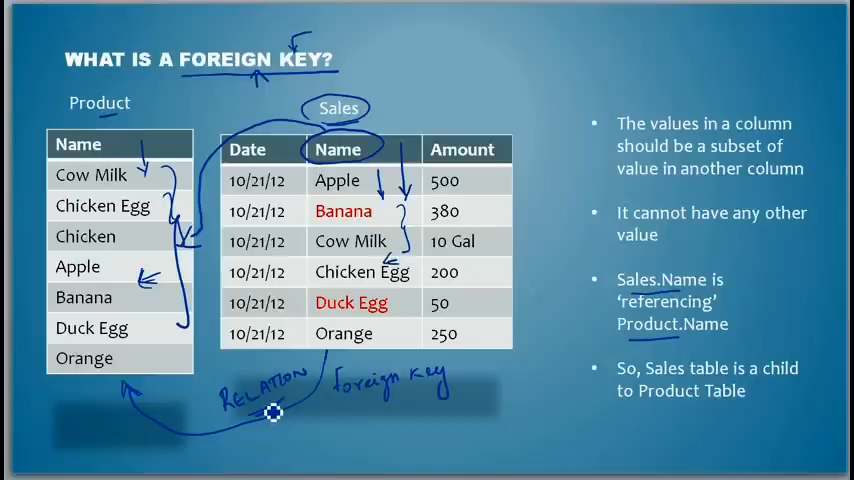 WHAT IS A FOREIGN KEY?
Product
Name
Cow Milk
Chicken Egg
Chicken
Apple
Banana
Duck Egg
Orange
Sales
Date Name Amount
10/21/12 Apple 500
10/21/12 Banana 380
10/21/12 Cow Milk 10 Gal
10/21/12 Chicken Egg 200
10/21/12 Duck Egg 50
10/21/12 Orange 250
RELATION
foreign key
• The values in a column
should be a subset of
value in another column
• It cannot have any other
value
• Sales.Name is
‘referencing’
Product.Name
• So, Sales table is a child
to Product Table